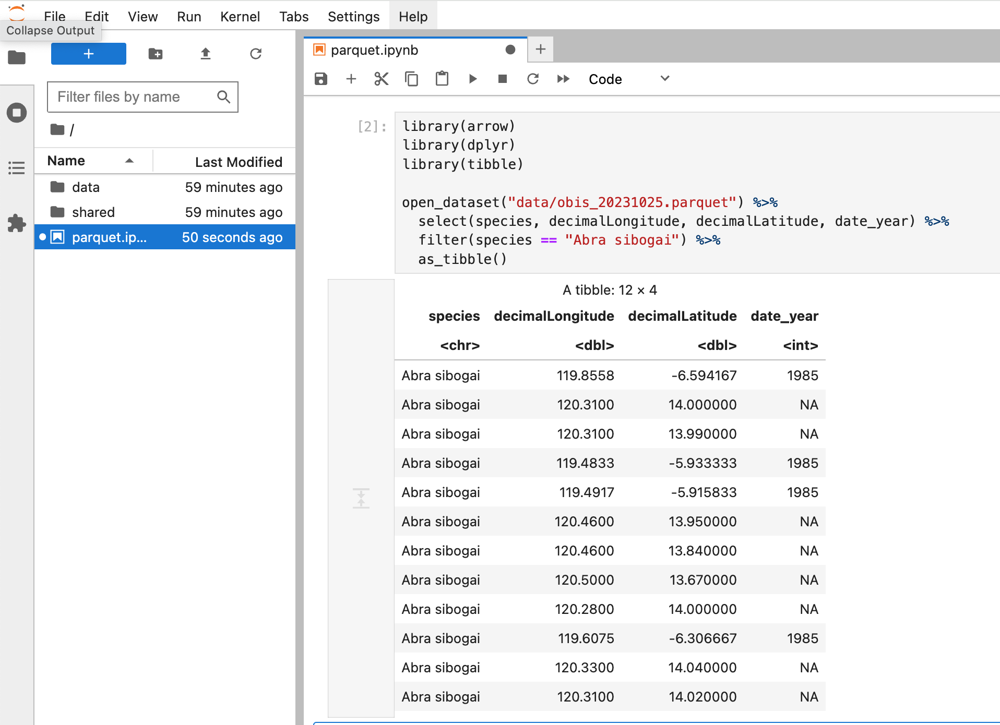 File Edit View Run Kernel Tabs Settings Help
Collapse Output
parquet.ipynb
Code
Filter files by name
/
Name Last Modified
data 59 minutes ago
shared 59 minutes ago
parquet.ip... 50 seconds ago
[2]:
library(arrow)
library(dplyr)
library(tibble)
open_dataset("data/obis_20231025.parquet") %>%
select(species, decimalLongitude, decimalLatitude, date_year) %>%
filter(species == "Abra sibogai") %>%
as_tibble()
A tibble: 12 × 4
species decimalLongitude decimalLatitude date_year
<chr> <dbl> <dbl> <int>
Abra sibogai 119.8558 -6.594167 1985
Abra sibogai 120.3100 14.000000 NA
Abra sibogai 120.3100 13.990000 NA
Abra sibogai 119.4833 -5.933333 1985
Abra sibogai 119.4917 -5.915833 1985
Abra sibogai 120.4600 13.950000 NA
Abra sibogai 120.4600 13.840000 NA
Abra sibogai 120.5000 13.670000 NA
Abra sibogai 120.2800 14.000000 NA
Abra sibogai 119.6075 -6.306667 1985
Abra sibogai 120.3300 14.040000 NA
Abra sibogai 120.3100 14.020000 NA